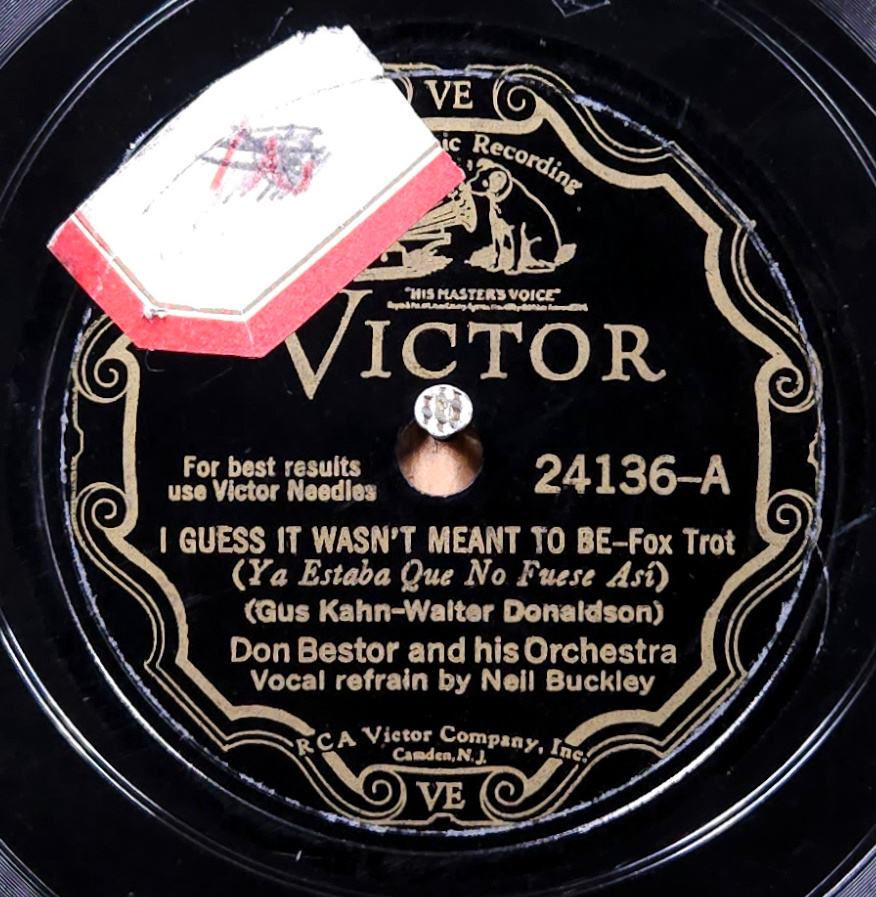 VE
Recording
"HIS MASTER'S VOICE"
VICTOR
For best results
use Victor Needles
24136-A
I GUESS IT WASN'T MEANT TO BE-Fox Trot
(Ya Estaba Que No Fuese Así)
(Gus Kahn-Walter Donaldson)
Don Bestor and his Orchestra
Vocal refrain by Neil Buckley
RCA Victor Company, Inc.
Camden, N.J.
VE